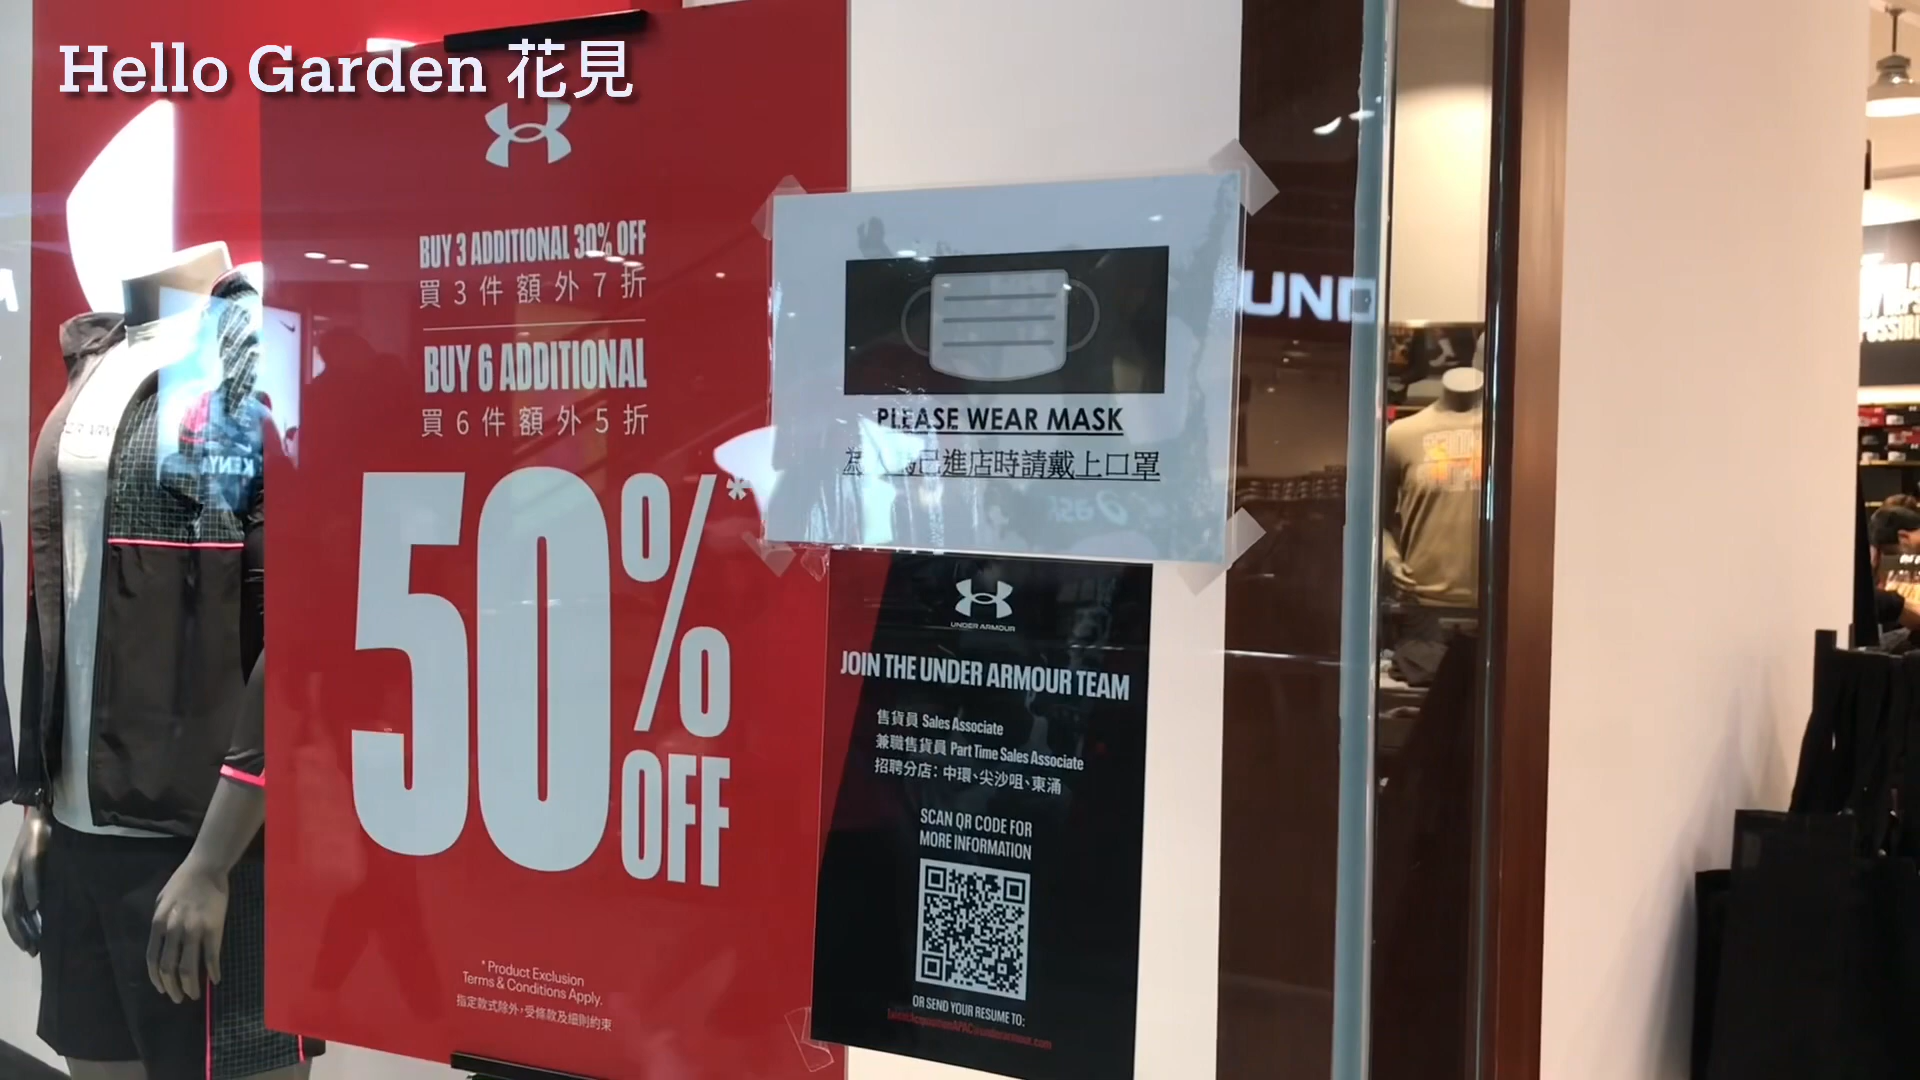 Hello Garden 花見
BUY 3 ADDITIONAL 30% OFF
買3件額外7折
BUY 6 ADDITIONAL
買6件額外5折
50%*
OFF
* Product Exclusion
Terms & Conditions Apply.
指定款式除外，受條款及細則約束
PLEASE WEAR MASK
進店時請戴上口罩
UND
UNDER ARMOUR
JOIN THE UNDER ARMOUR TEAM
售貨員 Sales Associate
兼職售貨員 Part Time Sales Associate
招聘分店：中環、尖沙咀、東涌
SCAN QR CODE FOR
MORE INFORMATION
OR SEND YOUR RESUME TO: